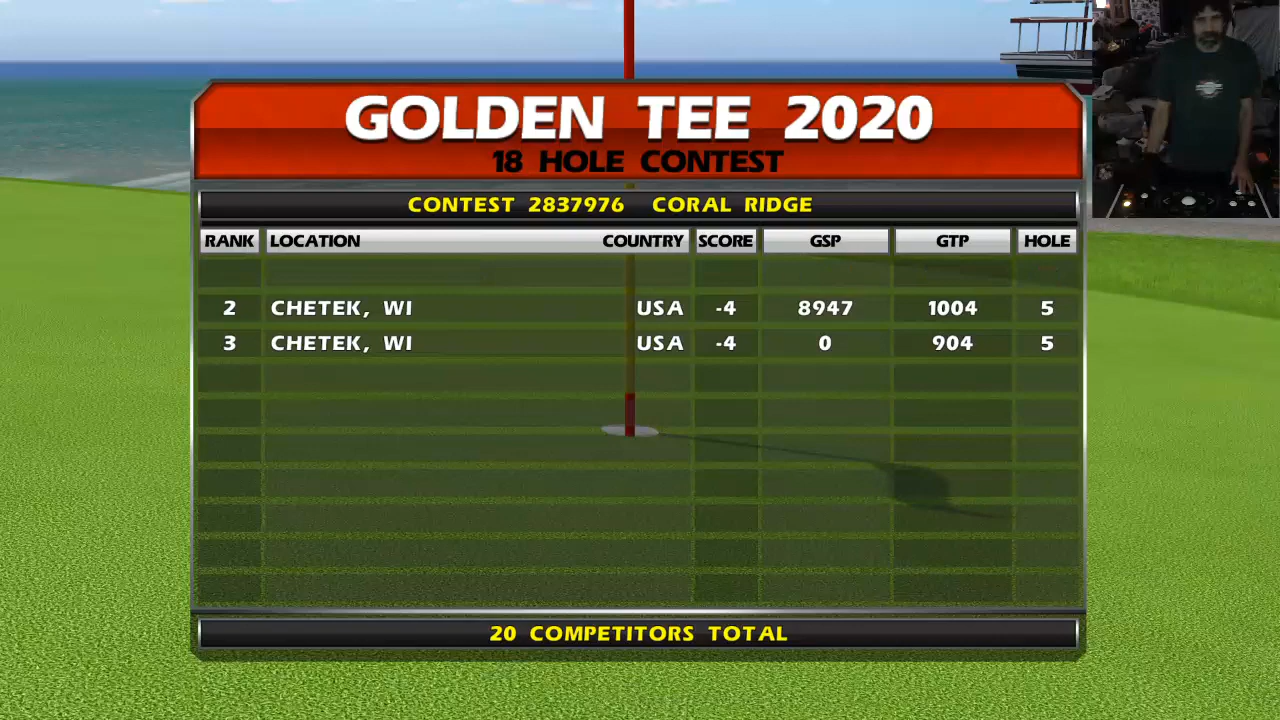 GOLDEN TEE 2020
18 HOLE CONTEST
CONTEST 2837976 CORAL RIDGE
RANK LOCATION COUNTRY SCORE GSP GTP HOLE
2 CHETEK, WI USA -4 8947 1004 5
3 CHETEK, WI USA -4 0 904 5
20 COMPETITORS TOTAL